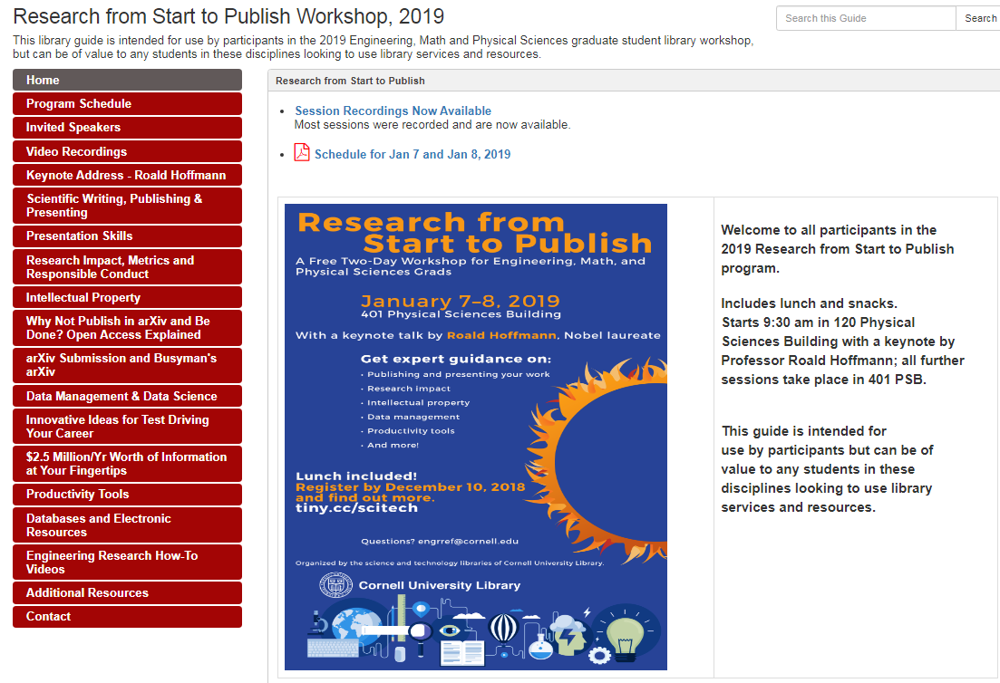 Research from Start to Publish Workshop, 2019
Search this Guide
Search
This library guide is intended for use by participants in the 2019 Engineering, Math and Physical Sciences graduate student library workshop,
but can be of value to any students in these disciplines looking to use library services and resources.
Home
Program Schedule
Invited Speakers
Video Recordings
Keynote Address - Roald Hoffmann
Scientific Writing, Publishing &
Presenting
Presentation Skills
Research Impact, Metrics and
Responsible Conduct
Intellectual Property
Why Not Publish in arXiv and Be
Done? Open Access Explained
arXiv Submission and Busyman's
arXiv
Data Management & Data Science
Innovative Ideas for Test Driving
Your Career
$2.5 Million/Yr Worth of Information
at Your Fingertips
Productivity Tools
Databases and Electronic
Resources
Engineering Research How-To
Videos
Additional Resources
Contact
Research from Start to Publish
• Session Recordings Now Available
Most sessions were recorded and are now available.
• Schedule for Jan 7 and Jan 8, 2019
Research from
Start to Publish
A Free Two-Day Workshop for Engineering, Math, and
Physical Sciences Grads
January 7–8, 2019
401 Physical Sciences Building
With a keynote talk by Roald Hoffmann, Nobel laureate
Get expert guidance on:
• Publishing and presenting your work
• Research impact
• Intellectual property
• Data management
• Productivity tools
• And more!
Lunch included!
Register by December 10, 2018
and find out more.
tiny.cc/scitech
Questions? engrref@cornell.edu
Organized by the science and technology libraries of Cornell University Library.
Cornell University Library
Welcome to all participants in the
2019 Research from Start to Publish
program.
Includes lunch and snacks.
Starts 9:30 am in 120 Physical
Sciences Building with a keynote by
Professor Roald Hoffmann; all further
sessions take place in 401 PSB.
This guide is intended for
use by participants but can be of
value to any students in these
disciplines looking to use library
services and resources.